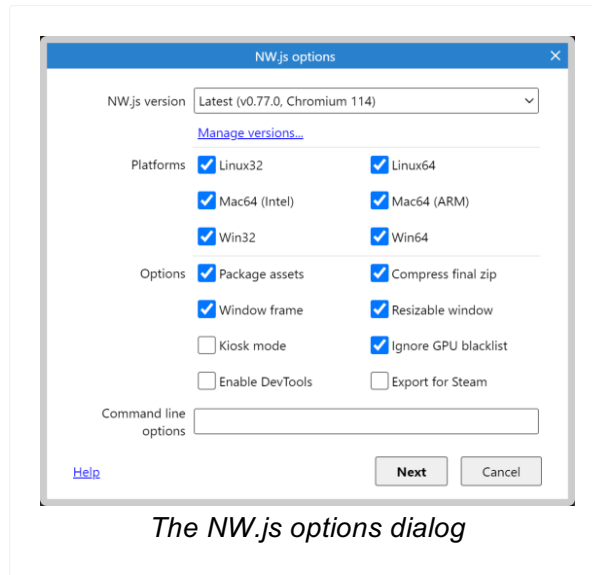 NW.js options
NW.js version Latest (v0.77.0, Chromium 114)
Manage versions...
Platforms Linux32 Linux64
Mac64 (Intel) Mac64 (ARM)
Win32 Win64
Options Package assets Compress final zip
Window frame Resizable window
Kiosk mode Ignore GPU blacklist
Enable DevTools Export for Steam
Command line
options
Help Next Cancel
The NW.js options dialog